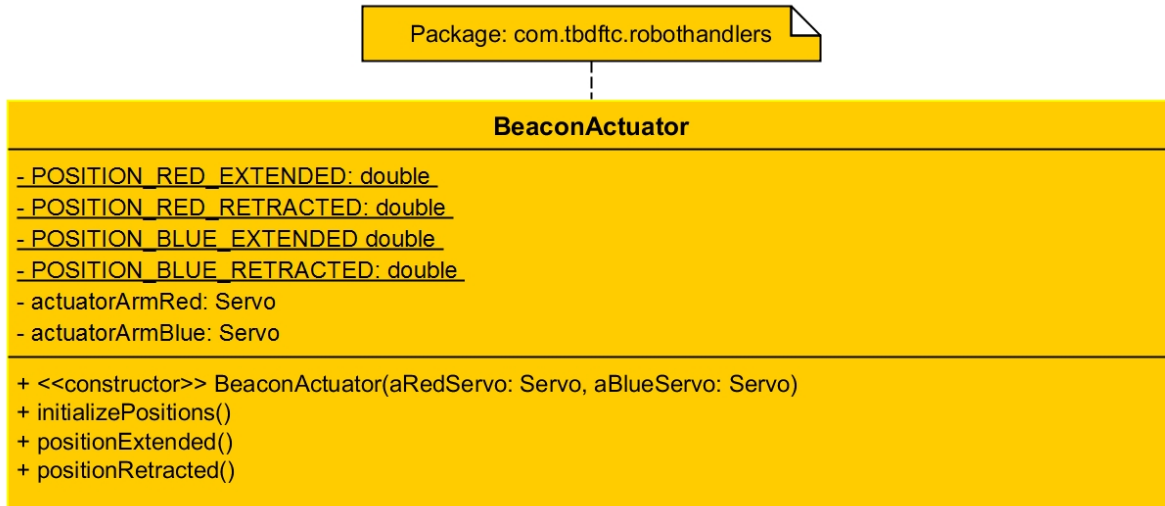 Package: com.tbdftc.robothandlers
BeaconActuator
- POSITION_RED_EXTENDED: double
- POSITION_RED_RETRACTED: double
- POSITION_BLUE_EXTENDED double
- POSITION_BLUE_RETRACTED: double
- actuatorArmRed: Servo
- actuatorArmBlue: Servo
+ <<constructor>> BeaconActuator(aRedServo: Servo, aBlueServo: Servo)
+ initializePositions()
+ positionExtended()
+ positionRetracted()